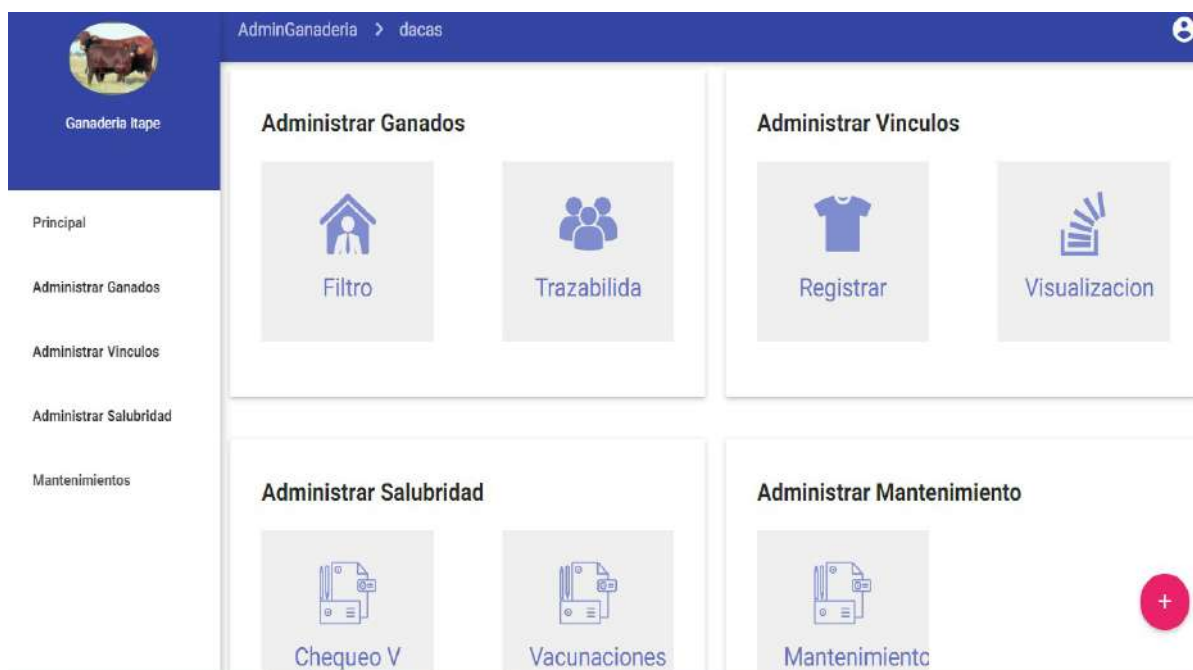 AdminGanaderia > dacas
Ganaderia Itape
Principal
Administrar Ganados
Administrar Vinculos
Administrar Salubridad
Mantenimientos
Administrar Ganados
Filtro
Trazabilida
Administrar Vinculos
Registrar
Visualizacion
Administrar Salubridad
Chequeo V
Vacunaciones
Administrar Mantenimiento
Mantenimiento
+